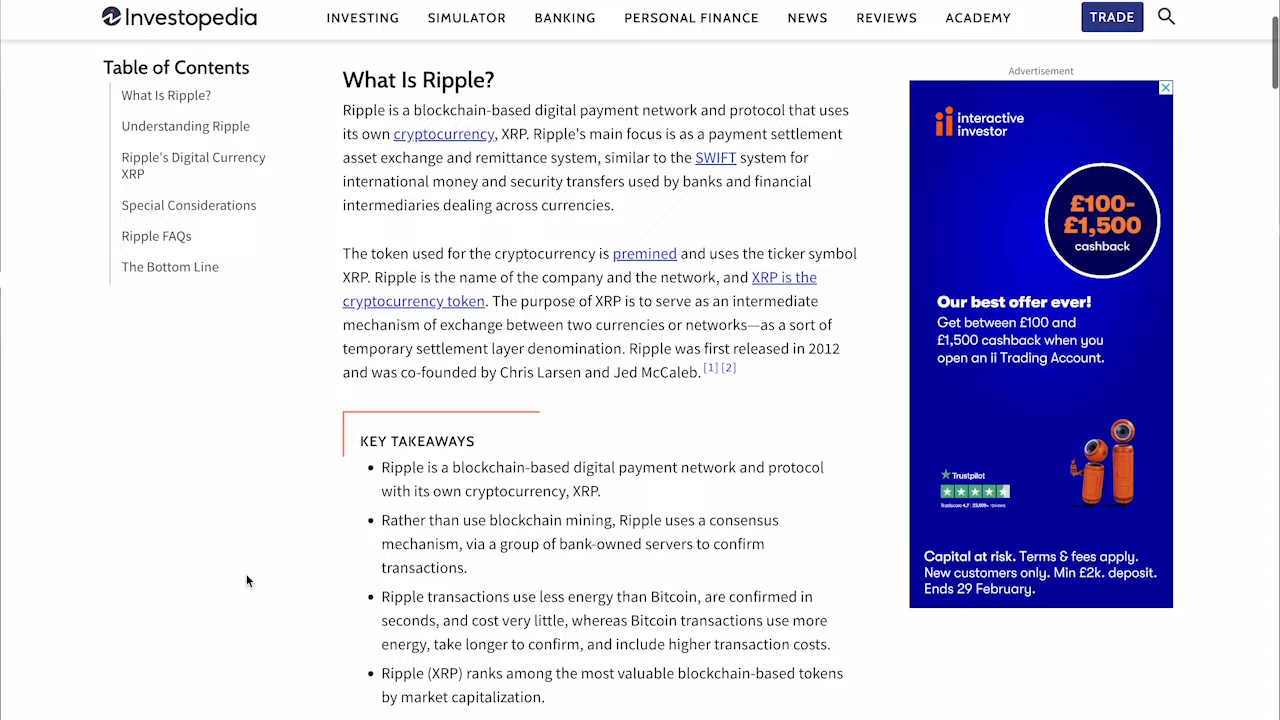 Investopedia
INVESTING
SIMULATOR
BANKING
PERSONAL FINANCE
NEWS
REVIEWS
ACADEMY
TRADE
Table of Contents
What Is Ripple?
Understanding Ripple
Ripple's Digital Currency
XRP
Special Considerations
Ripple FAQs
The Bottom Line
What Is Ripple?
Ripple is a blockchain-based digital payment network and protocol that uses
its own cryptocurrency, XRP. Ripple's main focus is as a payment settlement
asset exchange and remittance system, similar to the SWIFT system for
international money and security transfers used by banks and financial
intermediaries dealing across currencies.
The token used for the cryptocurrency is premined and uses the ticker symbol
XRP. Ripple is the name of the company and the network, and XRP is the
cryptocurrency token. The purpose of XRP is to serve as an intermediate
mechanism of exchange between two currencies or networks—as a sort of
temporary settlement layer denomination. Ripple was first released in 2012
and was co-founded by Chris Larsen and Jed McCaleb. [1] [2]
KEY TAKEAWAYS
• Ripple is a blockchain-based digital payment network and protocol
with its own cryptocurrency, XRP.
• Rather than use blockchain mining, Ripple uses a consensus
mechanism, via a group of bank-owned servers to confirm
transactions.
• Ripple transactions use less energy than Bitcoin, are confirmed in
seconds, and cost very little, whereas Bitcoin transactions use more
energy, take longer to confirm, and include higher transaction costs.
• Ripple (XRP) ranks among the most valuable blockchain-based tokens
by market capitalization.
Advertisement
ii interactive
investor
£100-
£1,500
cashback
Our best offer ever!
Get between £100 and
£1,500 cashback when you
open an ii Trading Account.
Trustpilot
Capital at risk. Terms & fees apply.
New customers only. Min £2k. deposit.
Ends 29 February.